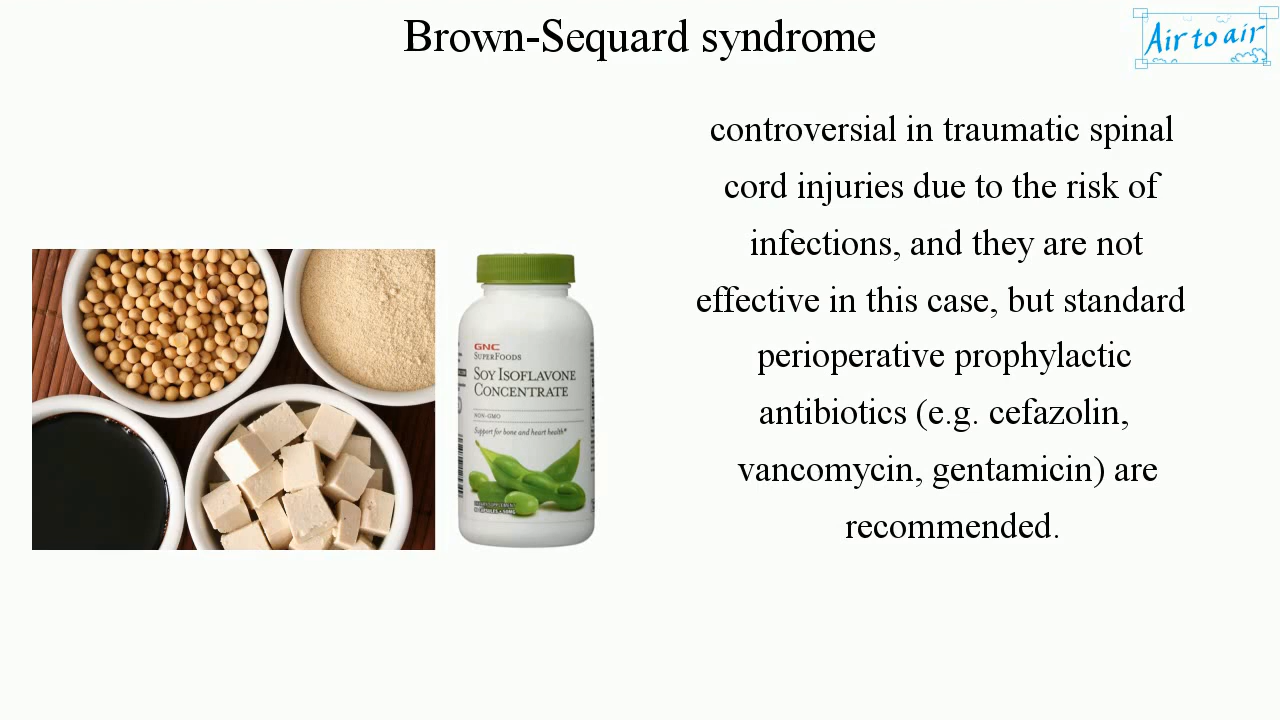 Brown-Sequard syndrome
Air to air
controversial in traumatic spinal
cord injuries due to the risk of
infections, and they are not
effective in this case, but standard
perioperative prophylactic
antibiotics (e.g. cefazolin,
vancomycin, gentamicin) are
recommended.
GNC
SUPERFOODS
SOY ISOFLAVONE
CONCENTRATE
NON-GMO
Support for bone and heart health*